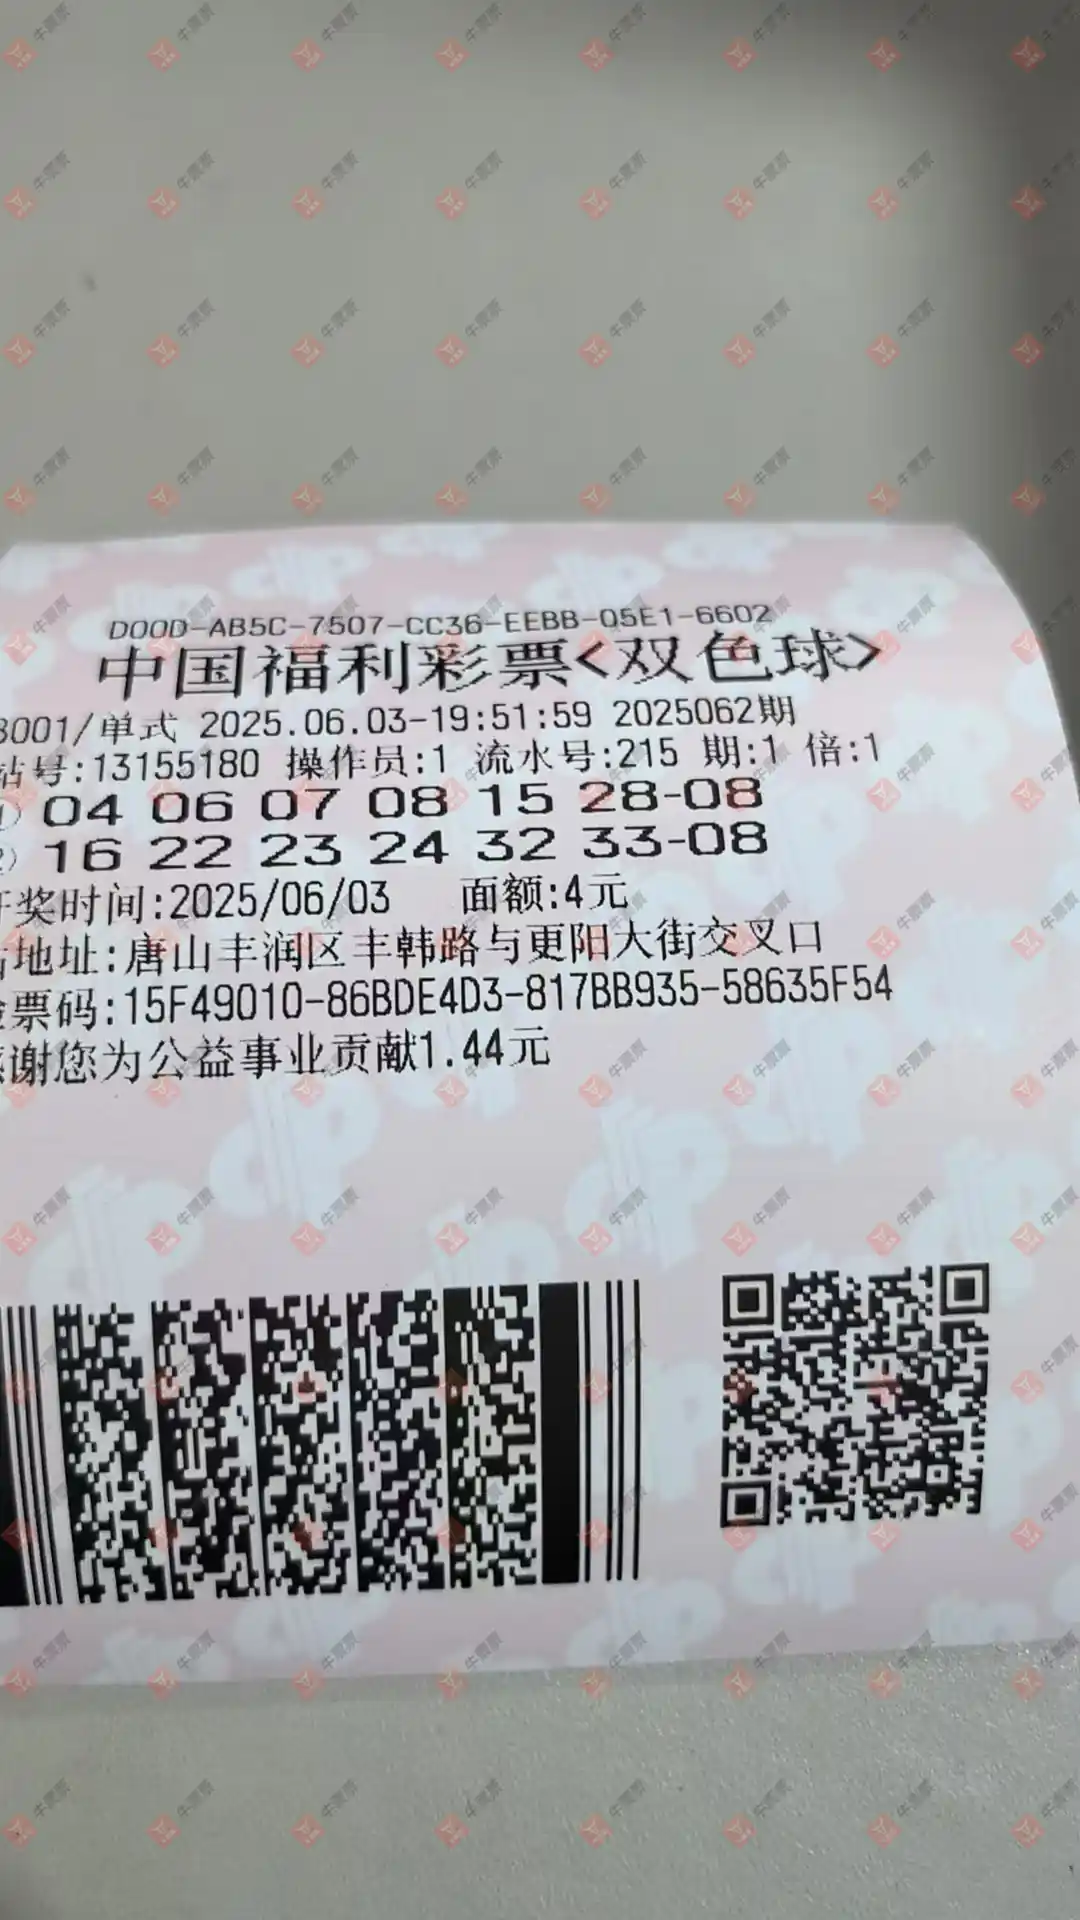 D00D-AB5C-7507-CC36-EEBB-05E1-6602
中国福利彩票<双色球>
3001/单式 2025.06.03-19:51:59 2025062期
站号:13155180 操作员:1 流水号:215 期:1 倍:1
04 06 07 08 15 28-08
16 22 23 24 32 33-08
开奖时间:2025/06/03 面额:4元
地址:唐山丰润区丰韩路与更阳大街交叉口
验票码:15F49010-86BDE4D3-817BB935-58635F54
感谢您为公益事业贡献1.44元
牛票票